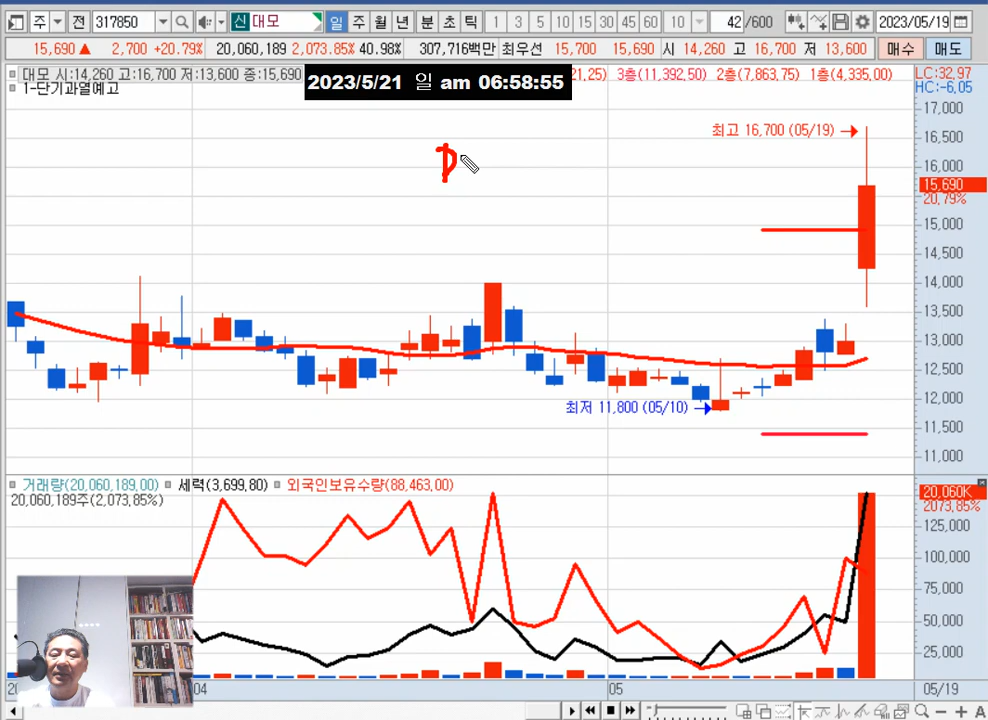 주 전 317850 신 대모 일 주 월 년 분 초 틱 1 3 5 10 15 30 45 60 10 42 /600 2023/05/19
15,690 ▲ 2,700 +20.79% 20,060,189 2,073.85% 40.98% 307,716백만 최우선 15,700 15,690 시 14,260 고 16,700 저 13,600 매수 매도
대모 시:14,260 고:16,700 저:13,600 종:15,690 21,25) 3층(11,392,50) 2층(7,863,75) 1층(4,335,00) LC:32,97
2023/5/21 일 am 06:58:55
1-단기과열예고 HC:-6,05
17,000
최고 16,700 (05/19) 16,500
16,000
15,690
20,79%
15,000
14,500
14,000
13,500
13,000
12,500
12,000
최저 11,800 (05/10)
11,500
11,000
거래량(20,060,189,00) 세력(3,699,80) 외국인보유수량(88,463,00)
20,060,189주(2,073,85%) 20,060K
2073,85%
125,000
100,000
75,000
50,000
25,000
04 05 05/19